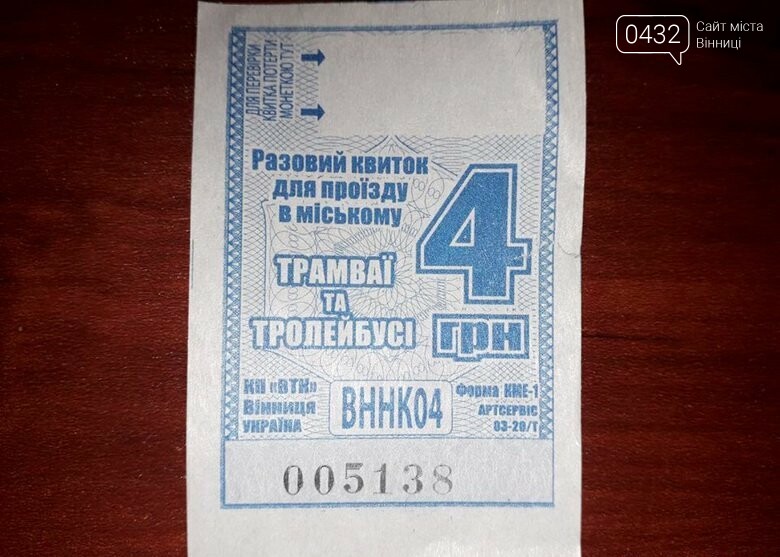 0432
Сайт міста
Вінниці
ДЛЯ ПЕРЕВІРКИ
КВИТКА ПОТЕРТИ
МОНЕТКОЮ ТУТ
Разовий квиток
для проїзду
в міському
ТРАМВАЇ
ТА
ТРОЛЕЙБУСІ
4
грн
КП «ВТК»
Вінниця
УКРАЇНА
ВННК04
Форма КМЕ-1
АРТСЕРВІС
03-20/Т
005138